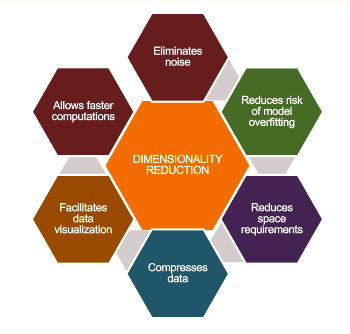 Eliminates
noise
Allows faster
computations
Reduces risk
of model
overfitting
DIMENSIONALITY
REDUCTION
Facilitates
data
visualization
Reduces
space
requirements
Compresses
data